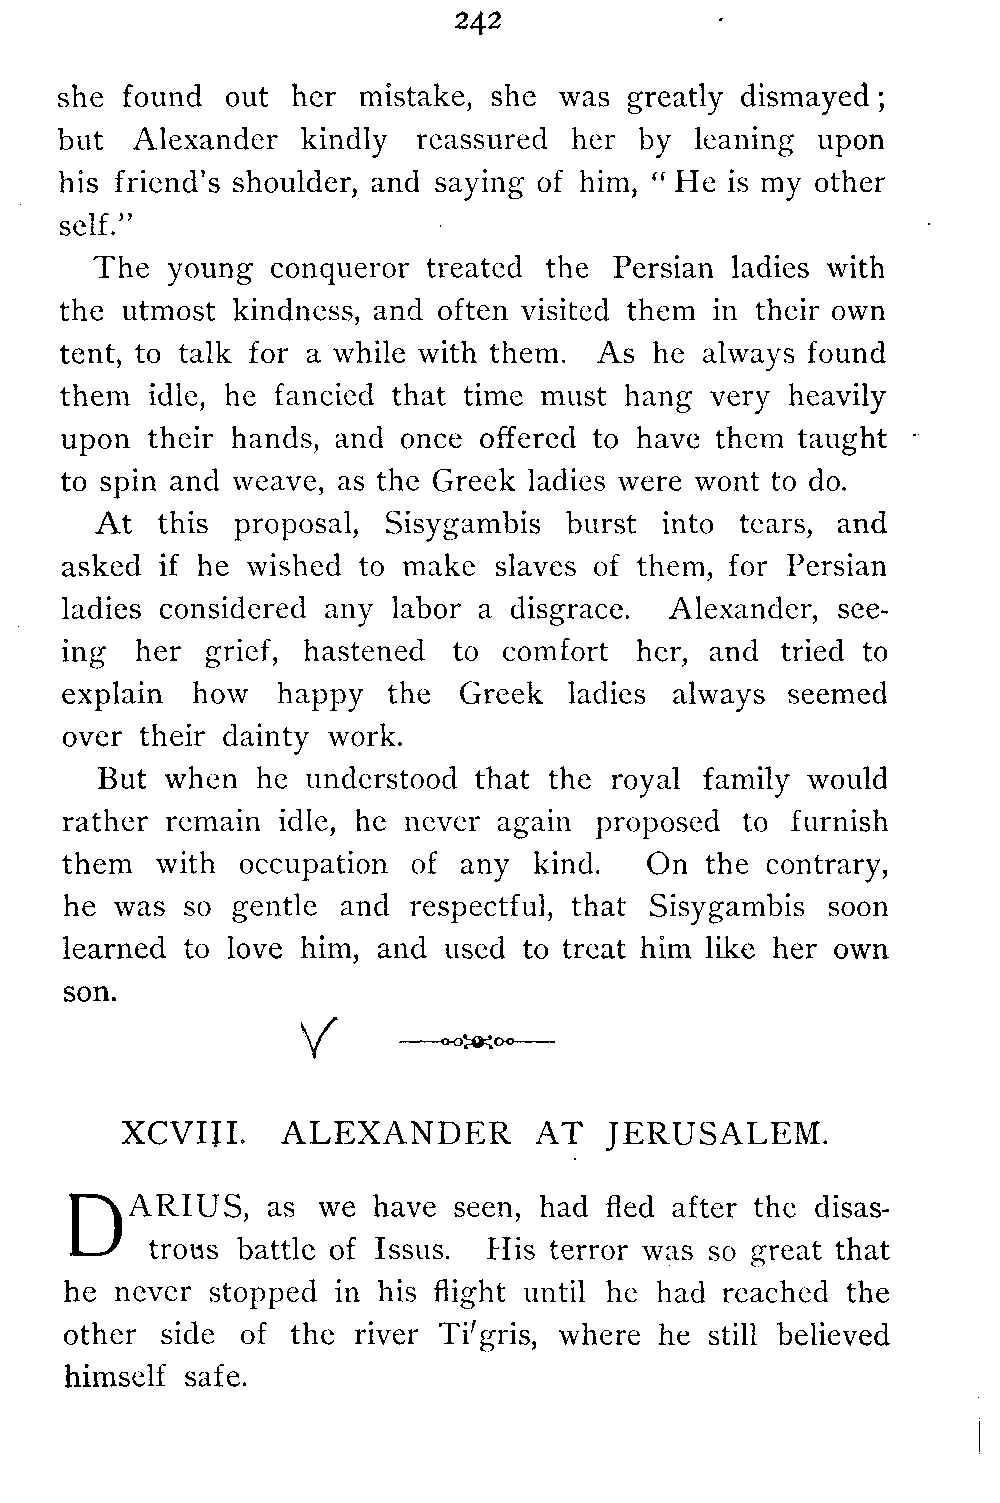 242
she found out her mistake, she was greatly dismayed;
but Alexander kindly reassured her by leaning upon
his friend's shoulder, and saying of him, "He is my other
self."
The young conqueror treated the Persian ladies with
the utmost kindness, and often visited them in their own
tent, to talk for a while with them. As he always found
them idle, he fancied that time must hang very heavily
upon their hands, and once offered to have them taught
to spin and weave, as the Greek ladies were wont to do.
At this proposal, Sisygambis burst into tears, and
asked if he wished to make slaves of them, for Persian
ladies considered any labor a disgrace. Alexander, see-
ing her grief, hastened to comfort her, and tried to
explain how happy the Greek ladies always seemed
over their dainty work.
But when he understood that the royal family would
rather remain idle, he never again proposed to furnish
them with occupation of any kind. On the contrary,
he was so gentle and respectful, that Sisygambis soon
learned to love him, and used to treat him like her own
son.
XCVIII. ALEXANDER AT JERUSALEM.
DARIUS, as we have seen, had fled after the disas-
trous battle of Issus. His terror was so great that
he never stopped in his flight until he had reached the
other side of the river Ti'gris, where he still believed
himself safe.